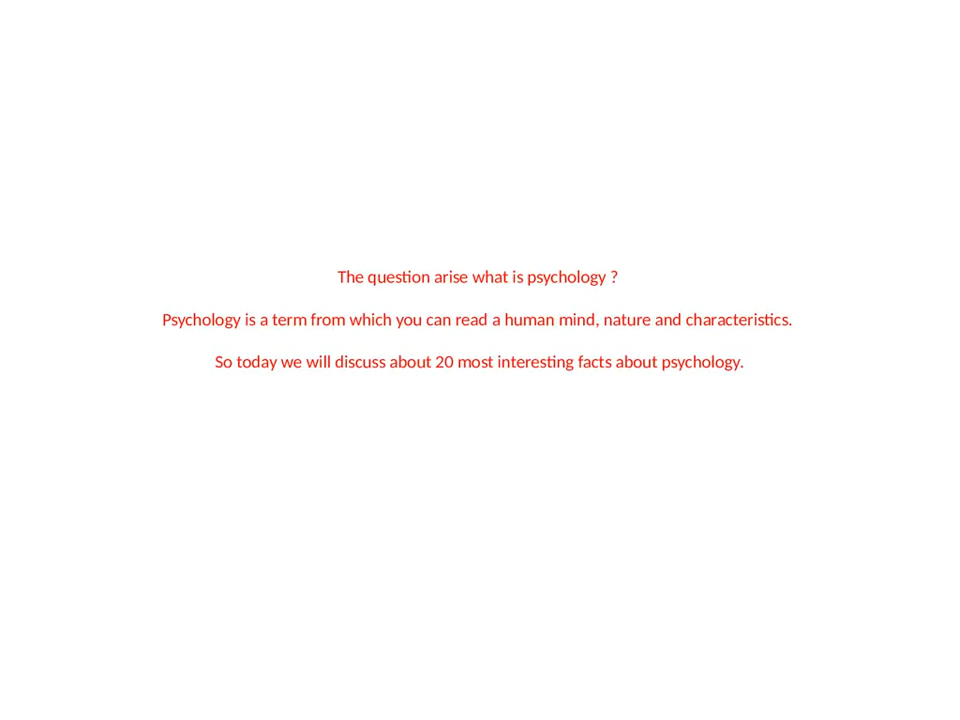 The question arise what is psychology ?
Psychology is a term from which you can read a human mind, nature and characteristics.
So today we will discuss about 20 most interesting facts about psychology.